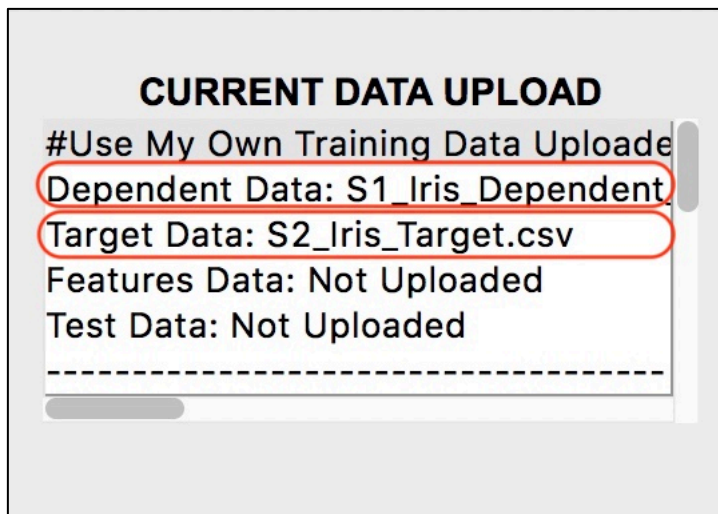 CURRENT DATA UPLOAD
#Use My Own Training Data Uploade
Dependent Data: S1_Iris_Dependent_
Target Data: S2_Iris_Target.csv
Features Data: Not Uploaded
Test Data: Not Uploaded
------------------------------------